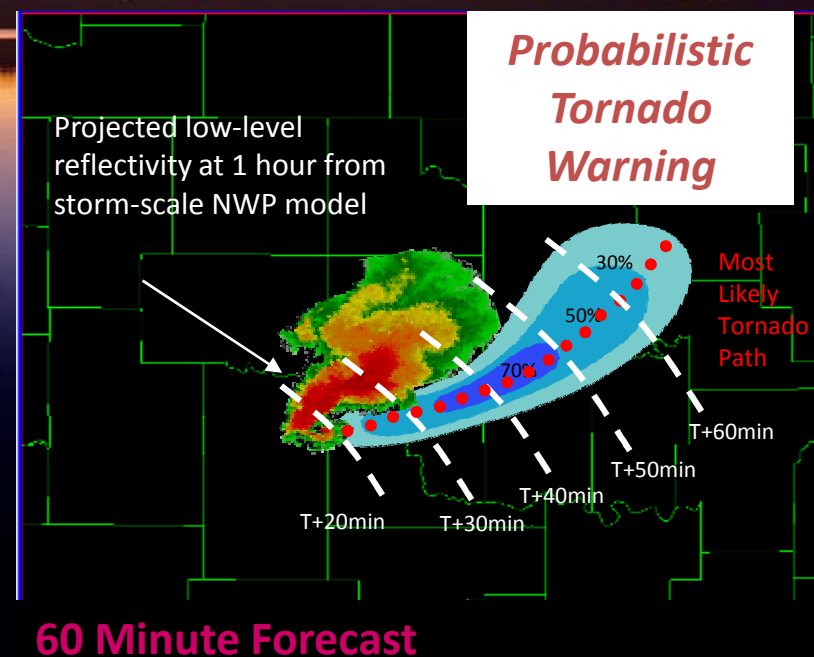 Probabilistic
Tornado
Warning
Projected low-level
reflectivity at 1 hour from
storm-scale NWP model
30%
50%
70%
Most
Likely
Tornado
Path
T+60min
T+50min
T+40min
T+30min
T+20min
60 Minute Forecast